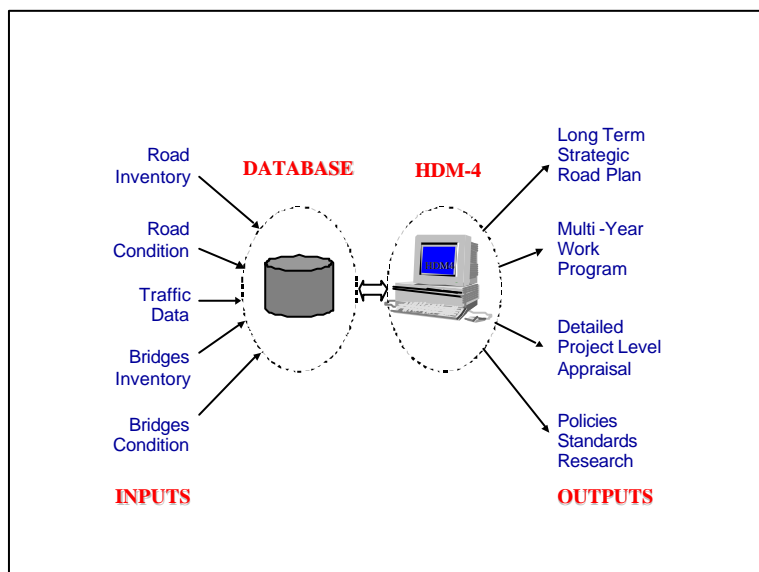 Road
Inventory
Road
Condition
Traffic
Data
Bridges
Inventory
Bridges
Condition
INPUTS
DATABASE
HDM-4
HDM4
Long Term
Strategic
Road Plan
Multi -Year
Work
Program
Detailed
Project Level
Appraisal
Policies
Standards
Research
OUTPUTS